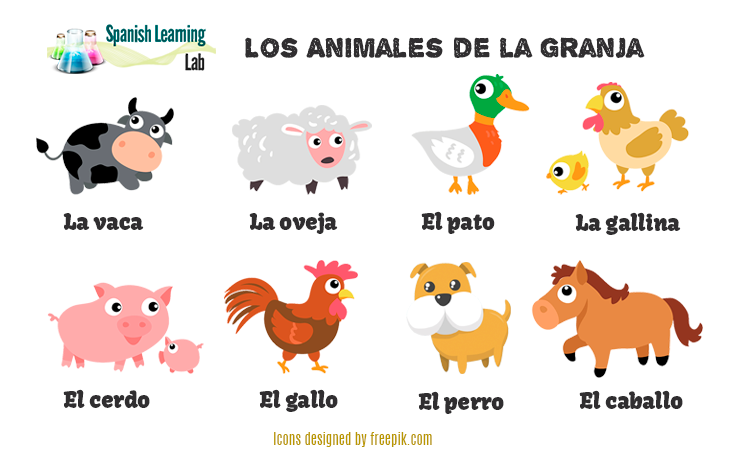 Spanish Learning
Lab
LOS ANIMALES DE LA GRANJA
La vaca
La oveja
El pato
La gallina
El cerdo
El gallo
El perro
El caballo
Icons designed by freepik.com